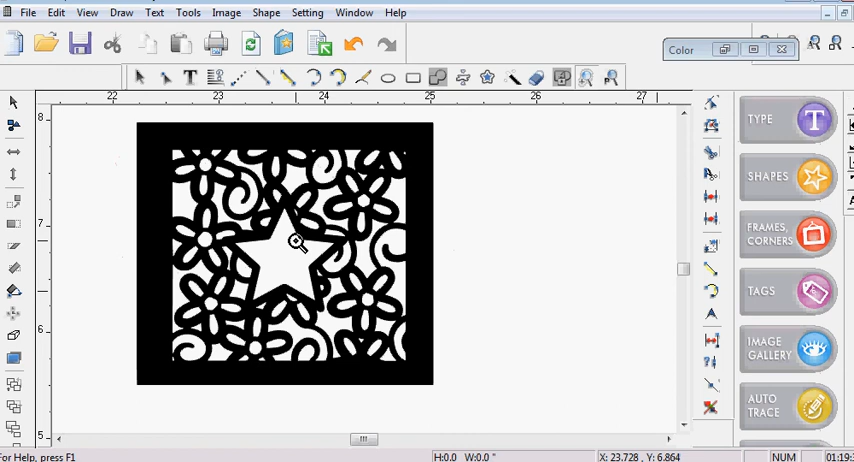 File Edit View Draw Text Tools Image Shape Setting Window Help
Color
22 23 24 25 26 27
8
7
6
5
TYPE
SHAPES
FRAMES,
CORNERS
TAGS
IMAGE
GALLERY
AUTO
TRACE
For Help, press F1 H:0.0 W:0.0 " X: 23.728, Y: 6.864 NUM 01:19: